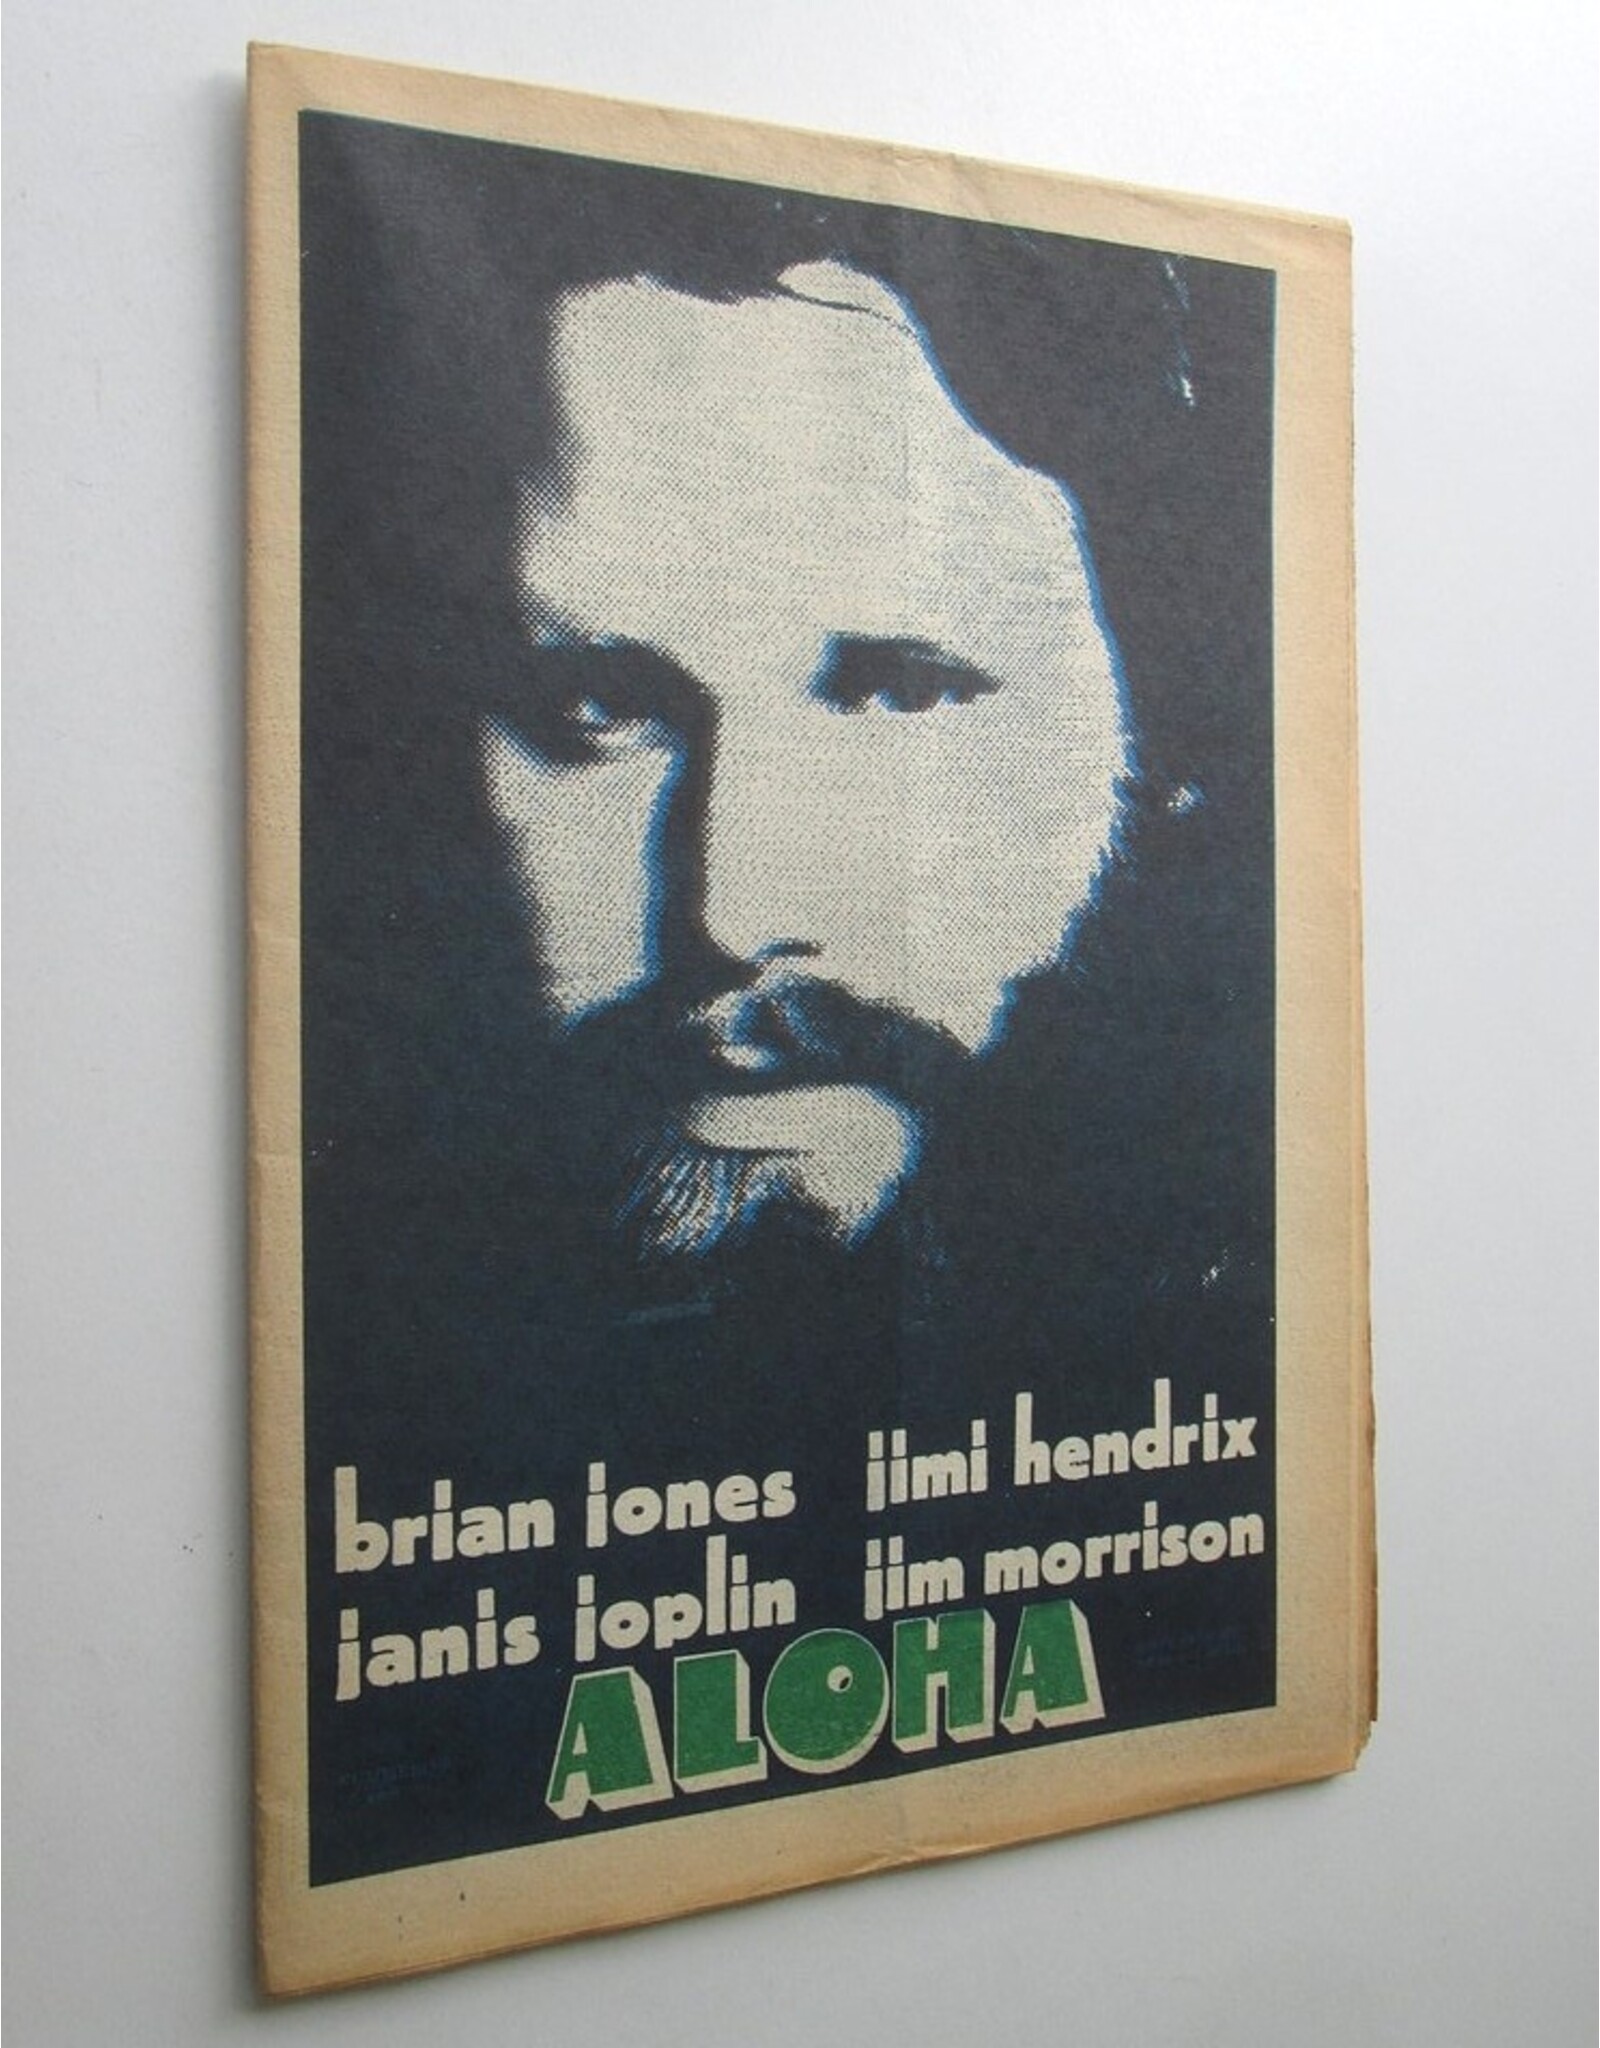 brian jones jimi hendrix
janis joplin jim morrison
ALOHA